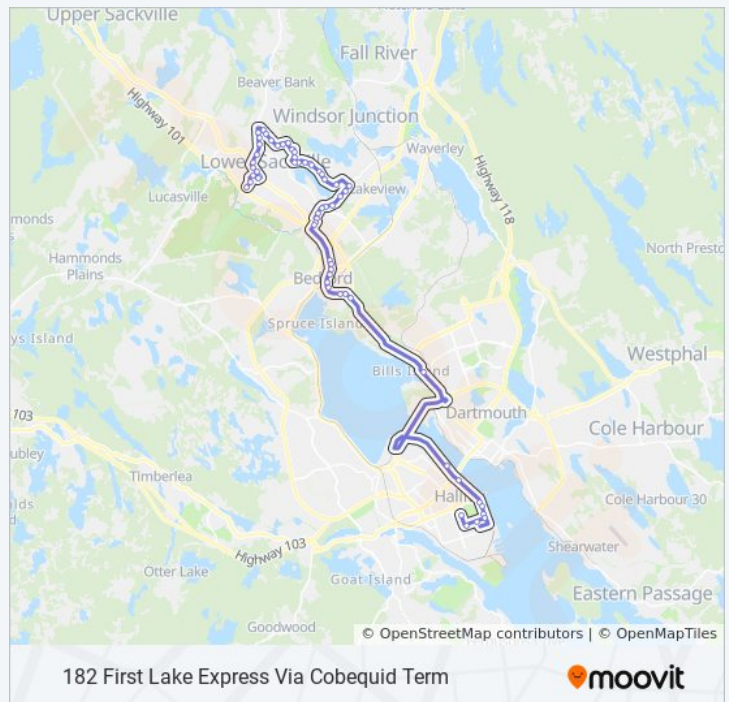 Upper Sackville
Fall River
Beaver Bank
Highway 101
Windsor Junction
Waverley
Lower Sackville
Lakeview
Highway 118
Lucasville
Hammonds
Plains
North Presto
Bedford
Spruce Island
ys Island
Bills Island
Westphal
Dartmouth
103
Cole Harbour
ubley
Timberlea
Cole Harbour 30
Highway 103
Shearwater
Otter Lake
Goat Island
Eastern Passage
Goodwood
© OpenStreetMap contributors | © OpenMapTiles
182 First Lake Express Via Cobequid Term
moovit